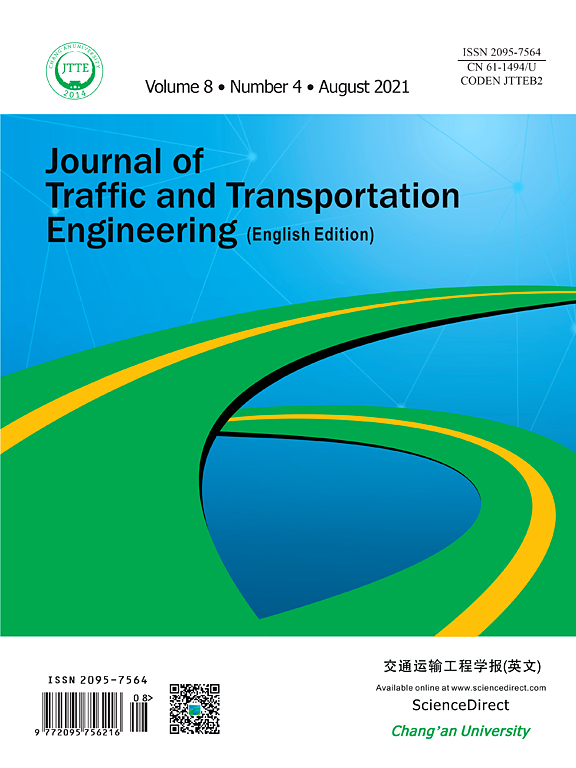 CHANG'AN UNIVERSITY
JTTE
2014
Volume 8 • Number 4 • August 2021
ISSN 2095-7564
CN 61-1494/U
CODEN JTTEB2
Journal of
Traffic and Transportation
Engineering (English Edition)
ISSN 2095-7564
08>
9 772095 756216
交通运输工程学报(英文)
Available online at www.sciencedirect.com
ScienceDirect
Chang'an University